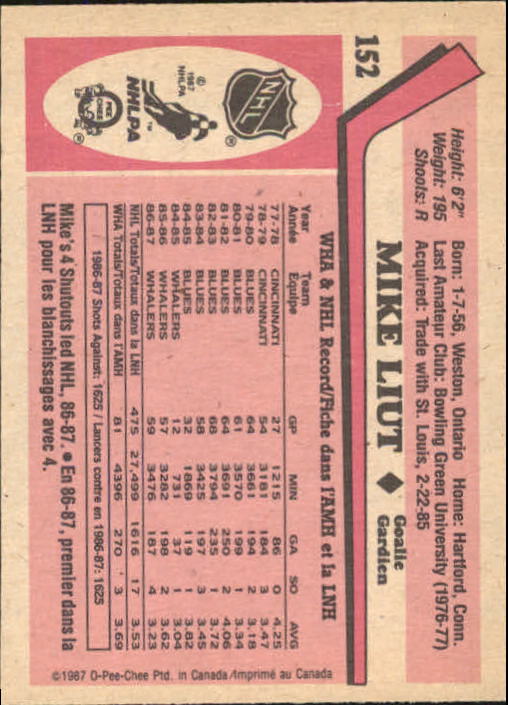 152
MIKE LIUT ◆ Goalie
Gardien
Height: 6'2" Born: 1-7-56, Weston, Ontario Home: Hartford, Conn.
Weight: 195 Last Amateur Club: Bowling Green University (1976-77)
Shoots: R Acquired: Trade with St. Louis, 2-22-85
NHL ®
© 1987 NHLPA
NHLPA ™
O PEE CHEE ®
WHA & NHL Record/Fiche dans l'AMH et la LNH
Year Team GP MIN GA SO AVG
Année Equipe
77-78 CINCINNATI 27 1215 86 0 4.25
78-79 CINCINNATI 54 3181 184 3 3.47
79-80 BLUES 64 3661 194 2 3.18
80-81 BLUES 61 3570 199 1 3.34
81-82 BLUES 64 3691 250 2 4.06
82-83 BLUES 68 3794 235 1 3.72
83-84 BLUES 58 3425 197 3 3.45
84-85 BLUES 32 1869 119 1 3.82
84-85 WHALERS 12 731 37 1 3.04
85-86 WHALERS 57 3282 198 2 3.62
86-87 WHALERS 59 3476 187 4 3.23
NHL Totals/Totaux dans la LNH 475 27,499 1616 17 3.53
WHA Totals/Totaux dans l'AMH 81 4396 270 3 3.69
1986-87 Shots Against: 1625 / Lancers contre en 1986-87: 1625
Mike's 4 Shutouts led NHL, 86-87. ● En 86-87, premier dans la
LNH pour les blanchissages avec 4.
©1987 O-Pee-Chee Ptd. in Canada/Imprimé au Canada